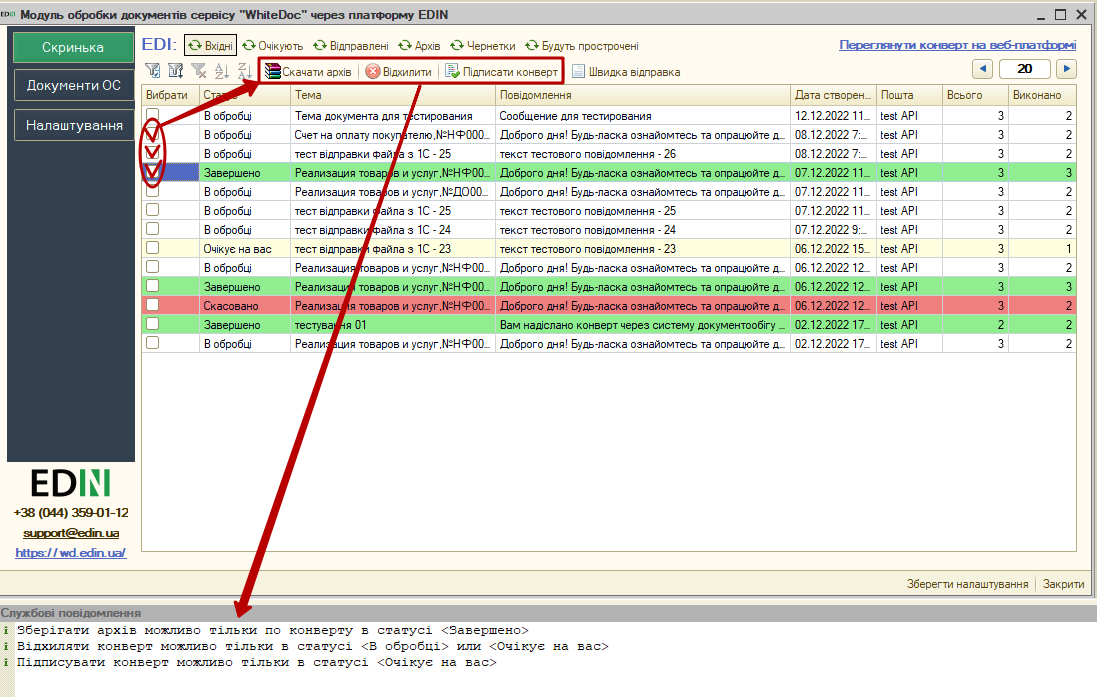 EDIN Модуль обробки документів сервісу "WhiteDoc" через платформу EDIN
Скринька
Документи ОС
Налаштування
EDIN
+38 (044) 359-01-12
support@edin.ua
https://wd.edin.ua/
EDI: Вхідні Очікують Відправлені Архів Чернетки Будуть прострочені Переглянути конверт на веб-платформі
Скачати архів Відхилити Підписати конверт Швидка відправка 20
Вибрати Тема Повідомлення Дата створен... Пошта Всього Виконано
В обробці Тема документа для тестирования Сообщение для тестирования 12.12.2022 11... test API 3 2
В обробці Счет на оплату покупателю,№НФ000... Доброго дня! Будь-ласка ознайомтесь та опрацюйте д... 08.12.2022 7:... test API 3 2
В обробці тест відправки файла з 1С - 25 текст тестового повідомлення - 26 08.12.2022 7:... test API 3 2
Завершено Реализация товаров и услуг,№НФ00... Доброго дня! Будь-ласка ознайомтесь та опрацюйте д... 07.12.2022 11... test API 3 3
В обробці Реализация товаров и услуг,№ДО00... Доброго дня! Будь-ласка ознайомтесь та опрацюйте д... 07.12.2022 11... test API 3 2
В обробці тест відправки файла з 1С - 25 текст тестового повідомлення - 25 07.12.2022 11... test API 3 2
В обробці тест відправки файла з 1С - 24 текст тестового повідомлення - 24 07.12.2022 9:... test API 3 2
Очікує на вас тест відправки файла з 1С - 23 текст тестового повідомлення - 23 06.12.2022 15... test API 3 1
В обробці Реализация товаров и услуг,№НФ00... Доброго дня! Будь-ласка ознайомтесь та опрацюйте д... 06.12.2022 12... test API 3 2
Завершено Реализация товаров и услуг,№НФ00... Доброго дня! Будь-ласка ознайомтесь та опрацюйте д... 06.12.2022 12... test API 3 3
Скасовано Реализация товаров и услуг,№НФ00... Доброго дня! Будь-ласка ознайомтесь та опрацюйте д... 06.12.2022 12... test API 3 2
Завершено тестування 01 Вам надіслано конверт через систему документообігу ... 02.12.2022 17... test API 2 2
В обробці Реализация товаров и услуг,№НФ00... Доброго дня! Будь-ласка ознайомтесь та опрацюйте д... 02.12.2022 17... test API 3 2
Зберегти налаштування Закрити
Службові повідомлення
Зберігати архів можливо тільки по конверту в статусі <Завершено>
Відхиляти конверт можливо тільки в статусі <В обробці> или <Очікує на вас>
Підписувати конверт можливо тільки в статусі <Очікує на вас>